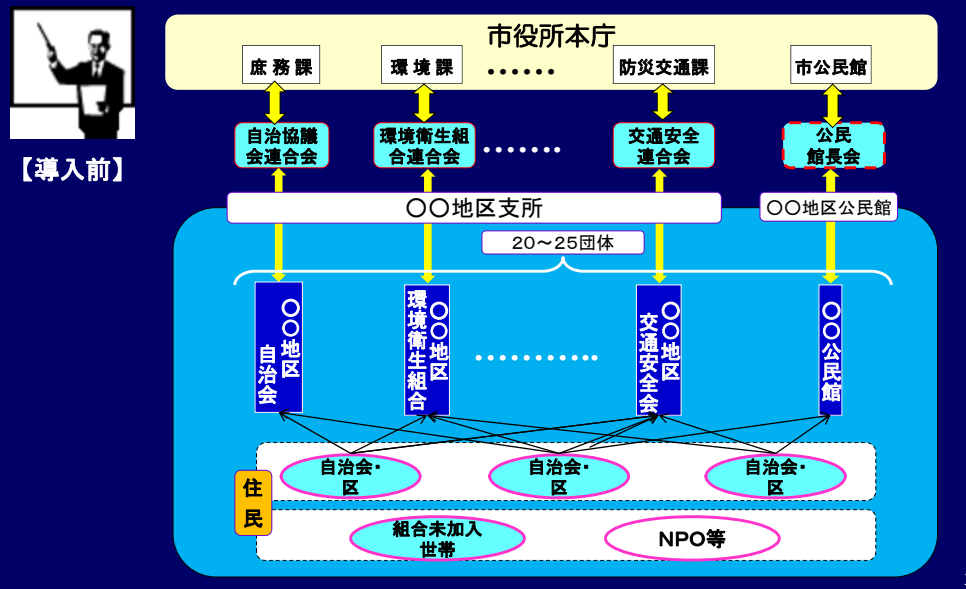 市役所本庁
庶務課
環境課
‥‥‥
防災交通課
市公民館
自治協議
会連合会
環境衛生組
合連合会
交通安全
連合会
公民
館長会
【導入前】
〇〇地区支所
〇〇地区公民館
20～25団体
〇〇地区
自治会
〇〇地区
環境衛生組合
〇〇地区
交通安全会
〇〇公民館
自治会・
区
自治会・
区
自治会・
区
住
民
組合未加入
世帯
NPO等